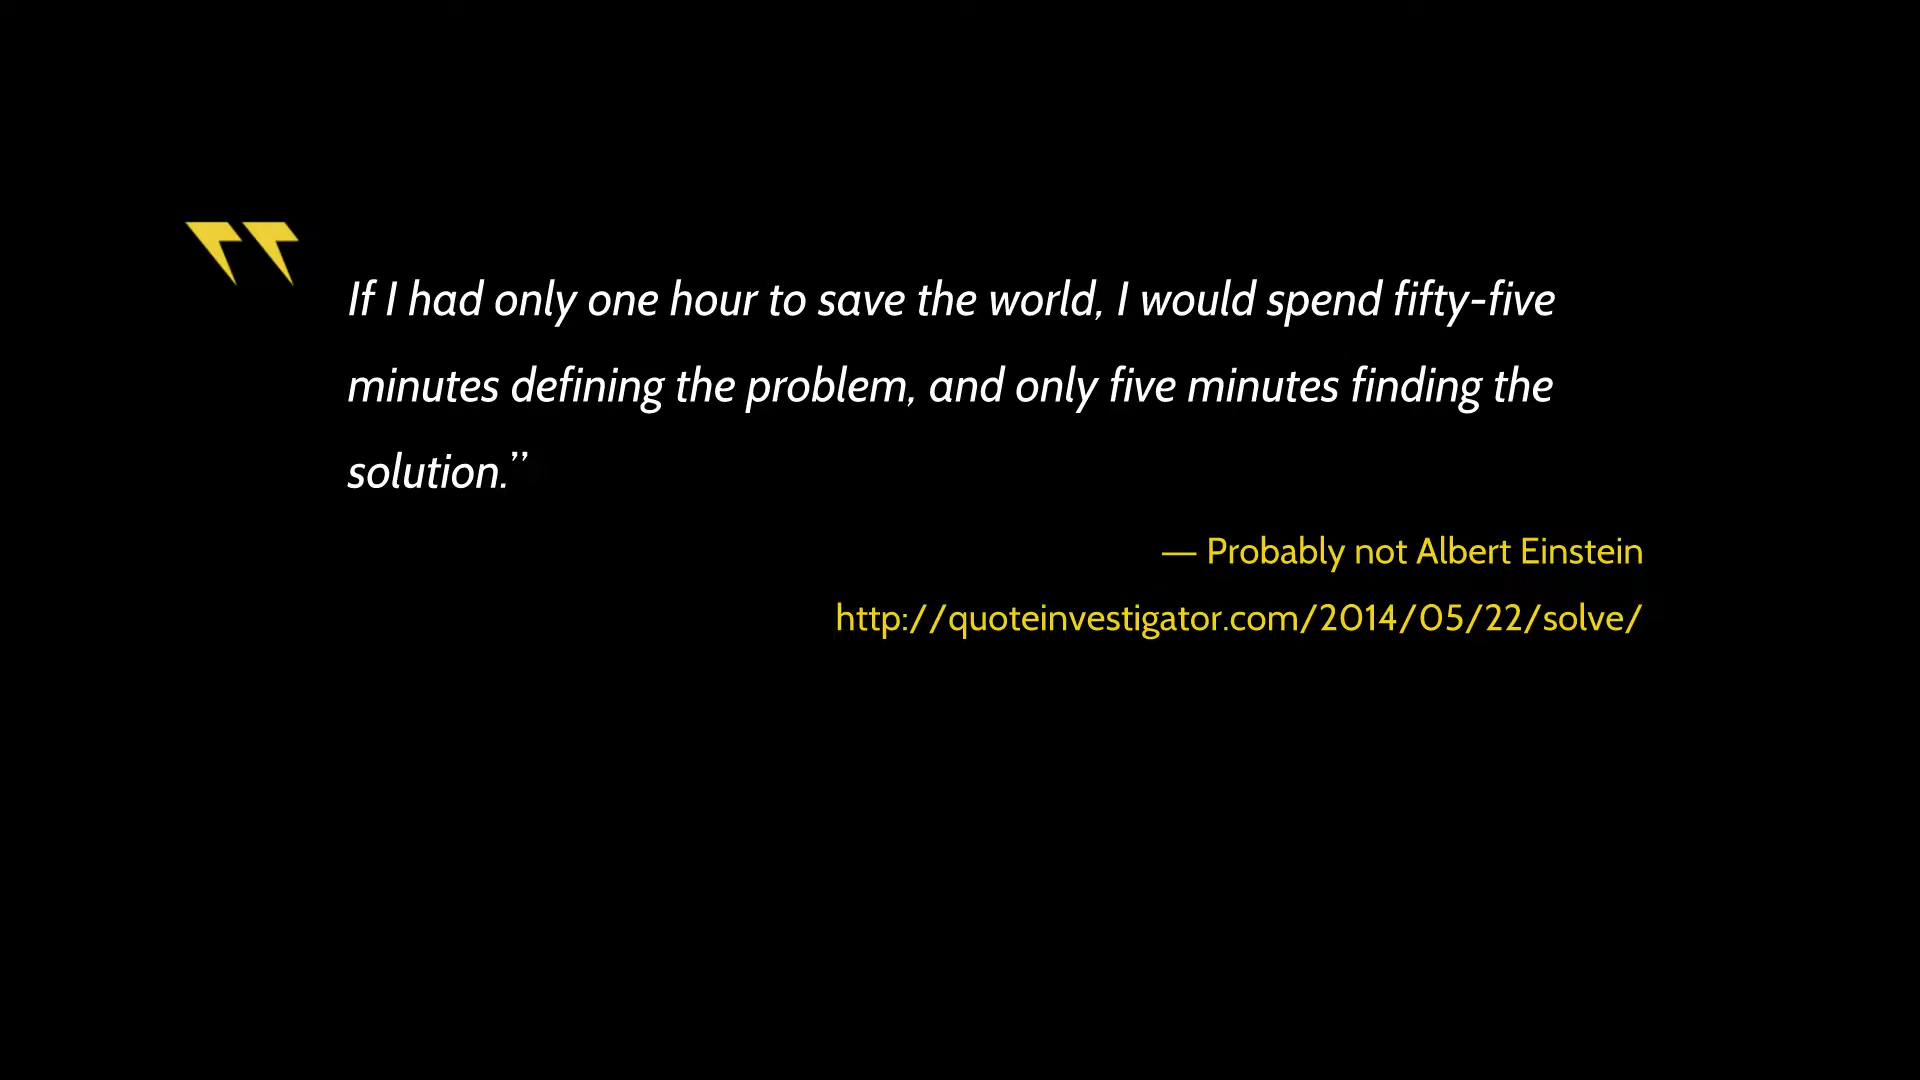 If I had only one hour to save the world, I would spend fifty-five
minutes defining the problem, and only five minutes finding the
solution.”
— Probably not Albert Einstein
http://quoteinvestigator.com/2014/05/22/solve/